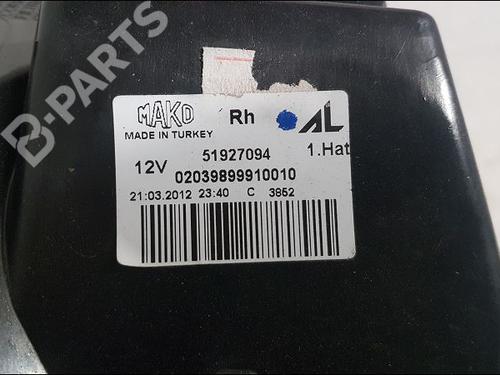 B-PARTS
MAKO
Rh
AL
MADE IN TURKEY
12V
51927094
1.Hat
02039899910010
21.03.2012 23:40 C 3852